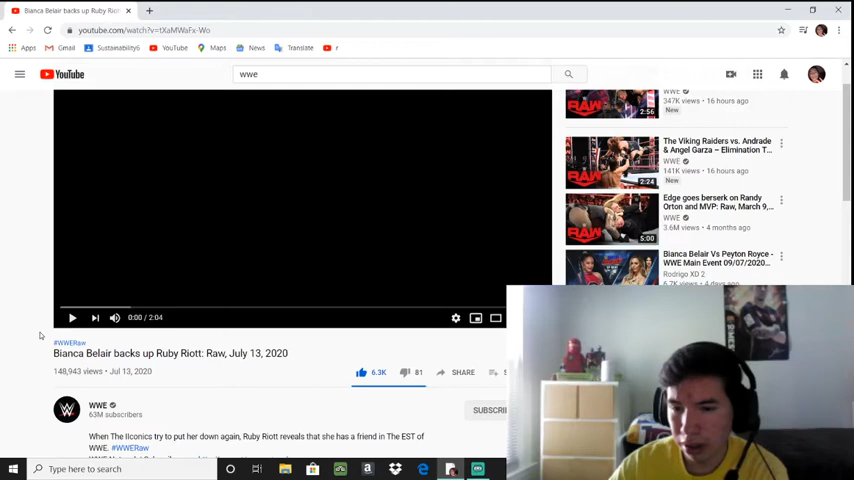 Bianca Belair backs up Ruby Riot
youtube.com/watch?v=tXaMWaFx-Wo
Apps
Gmail
Sustainability6
YouTube
Maps
News
Translate
r
YouTube
wwe
WWE
347K views • 16 hours ago
New
2:56
The Viking Raiders vs. Andrade
& Angel Garza – Elimination T...
WWE
141K views • 16 hours ago
New
2:24
Edge goes berserk on Randy
Orton and MVP: Raw, March 9,...
WWE
3.6M views • 4 months ago
5:00
Bianca Belair Vs Peyton Royce -
WWE Main Event 09/07/2020...
Rodrigo XD 2
6.7K views • 4 days ago
0:00 / 2:04
#WWERaw
Bianca Belair backs up Ruby Riott: Raw, July 13, 2020
148,943 views • Jul 13, 2020
6.3K
81
SHARE
S
WWE
63M subscribers
SUBSCRI
When The IIconics try to put her down again, Ruby Riott reveals that she has a friend in The EST of
WWE. #WWERaw
Type here to search